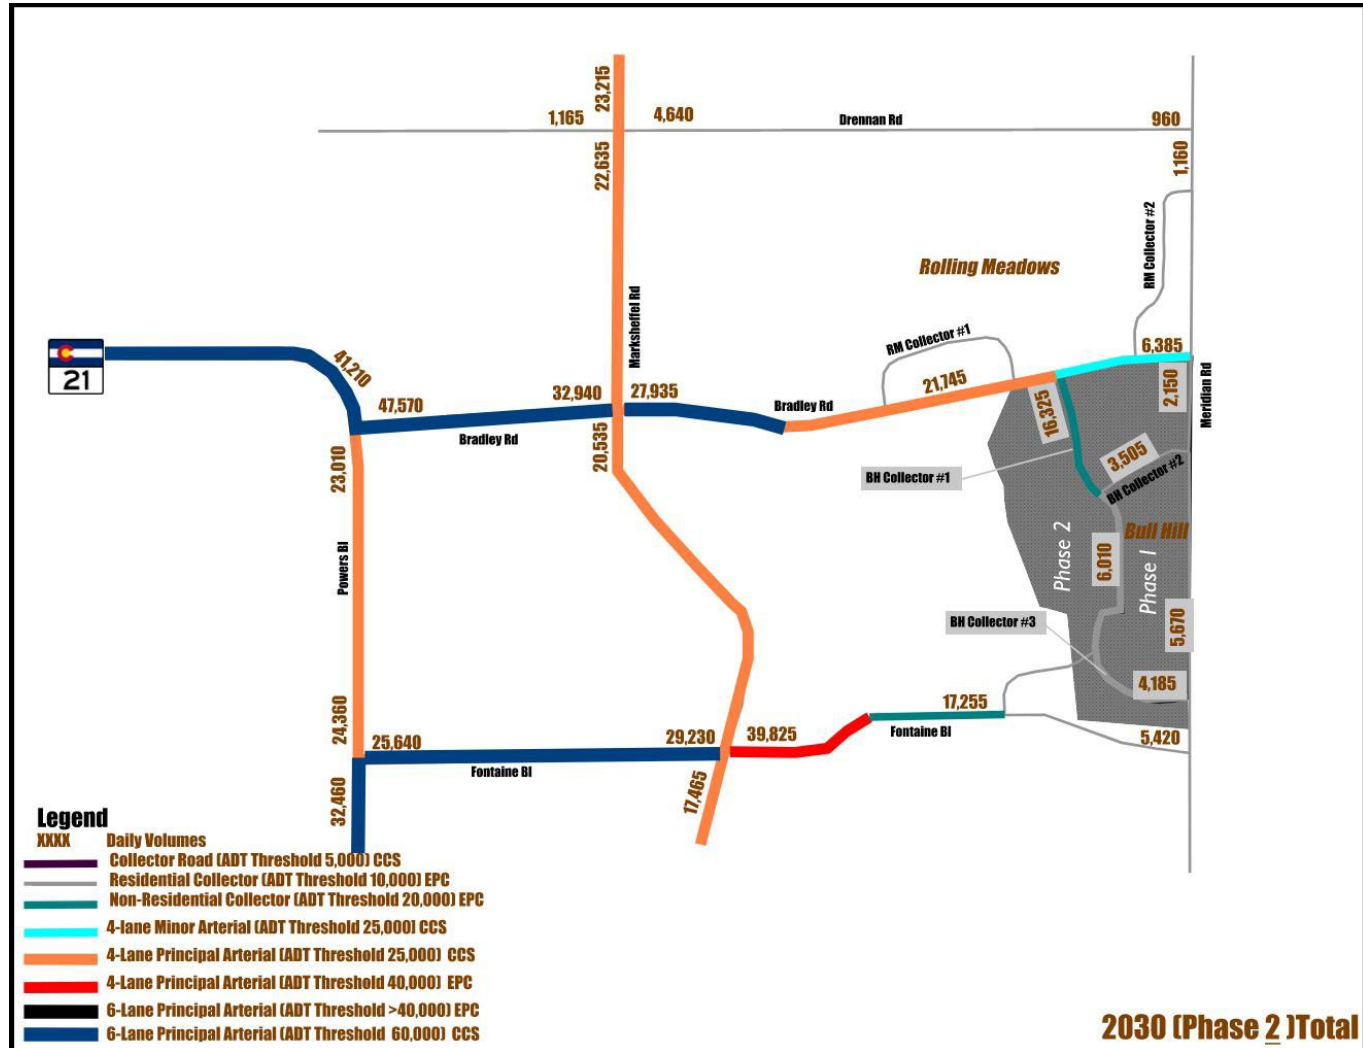 23,215
1,165
4,640
Drennan Rd
960
22,635
1,160
RM Collector #2
Rolling Meadows
Marksheffel Rd
RM Collector #1
6,385
21
41,210
47,570
32,940
27,935
Bradley Rd
21,745
16,325
2,150
Meridian Rd
Bradley Rd
20,535
23,010
BH Collector #1
3,505
BH Collector #2
Bull Hill
Phase 2
6,010
Phase 1
Powers Bl
BH Collector #3
5,670
4,185
17,255
24,360
25,640
29,230
39,825
Fontaine Bl
5,420
Fontaine Bl
32,460
17,465
Legend
XXXX Daily Volumes
Collector Road (ADT Threshold 5,000) CCS
Residential Collector (ADT Threshold 10,000) EPC
Non-Residential Collector (ADT Threshold 20,000) EPC
4-lane Minor Arterial (ADT Threshold 25,000] CCS
4-Lane Principal Arterial (ADT Threshold 25,000) CCS
4-Lane Principal Arterial (ADT Threshold 40,000) EPC
6-Lane Principal Arterial (ADT Threshold >40,000) EPC
6-Lane Principal Arterial (ADT Threshold 60,000) CCS
2030 (Phase 2 )Total